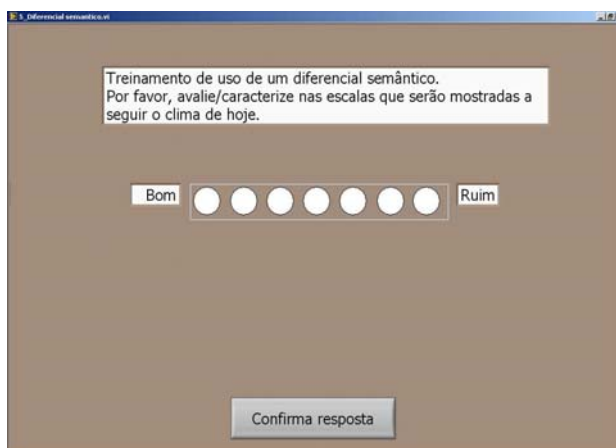 5_Diferencial semantico.vi
Treinamento de uso de um diferencial semântico.
Por favor, avalie/caracterize nas escalas que serão mostradas a
seguir o clima de hoje.
Bom
Ruim
Confirma resposta